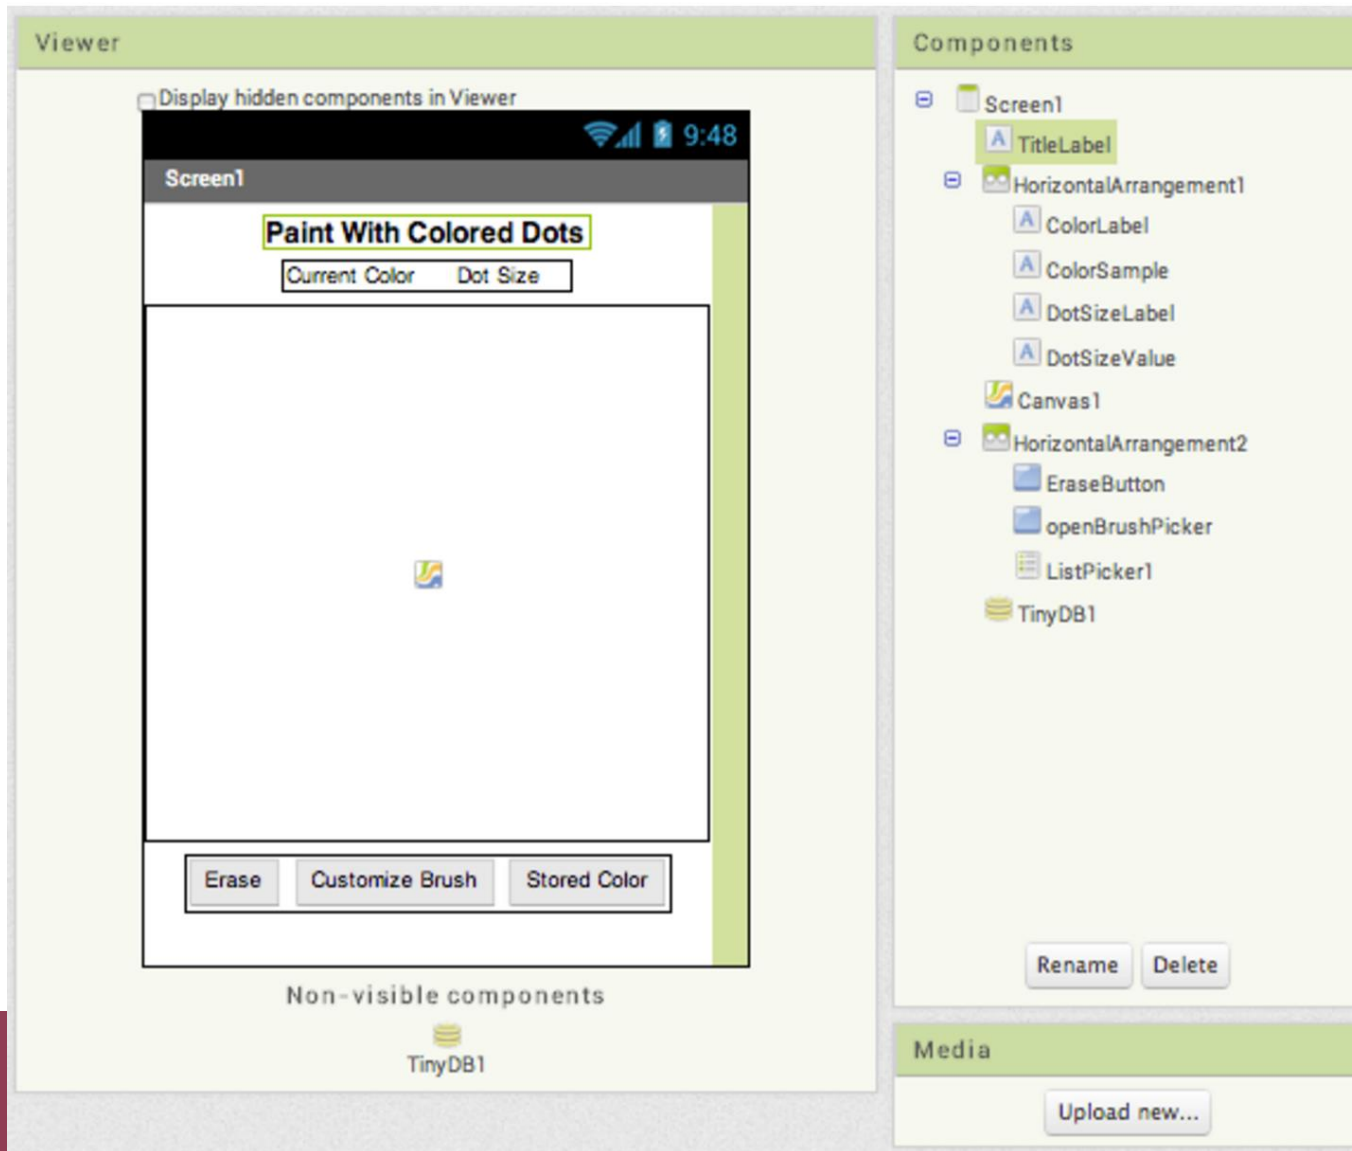 Viewer
Display hidden components in Viewer
9:48
Screen1
Paint With Colored Dots
Current Color Dot Size
Erase Customize Brush Stored Color
Non-visible components
TinyDB1
Components
Screen1
A TitleLabel
HorizontalArrangement1
A ColorLabel
A ColorSample
A DotSizeLabel
A DotSizeValue
Canvas1
HorizontalArrangement2
EraseButton
openBrushPicker
ListPicker1
TinyDB1
Rename Delete
Media
Upload new...